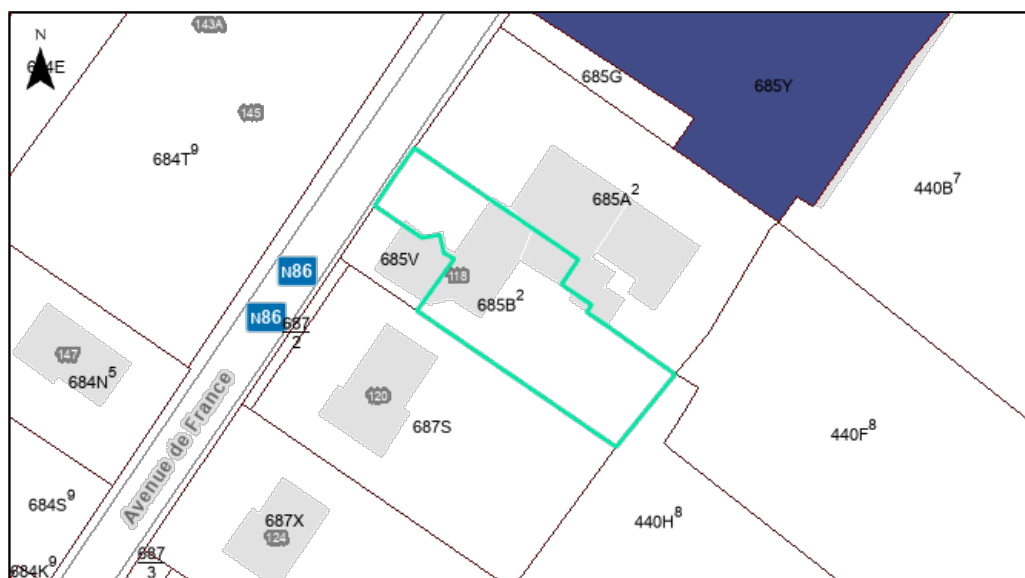 143A
N
684E
685G
685Y
145
684T⁹
440B⁷
685A²
685V
N86
118
685B²
N86
687
2
147
684N⁵
120
687S
440F⁸
Avenue de France
684S⁹
687X
440H⁸
124
687
3
684K⁹